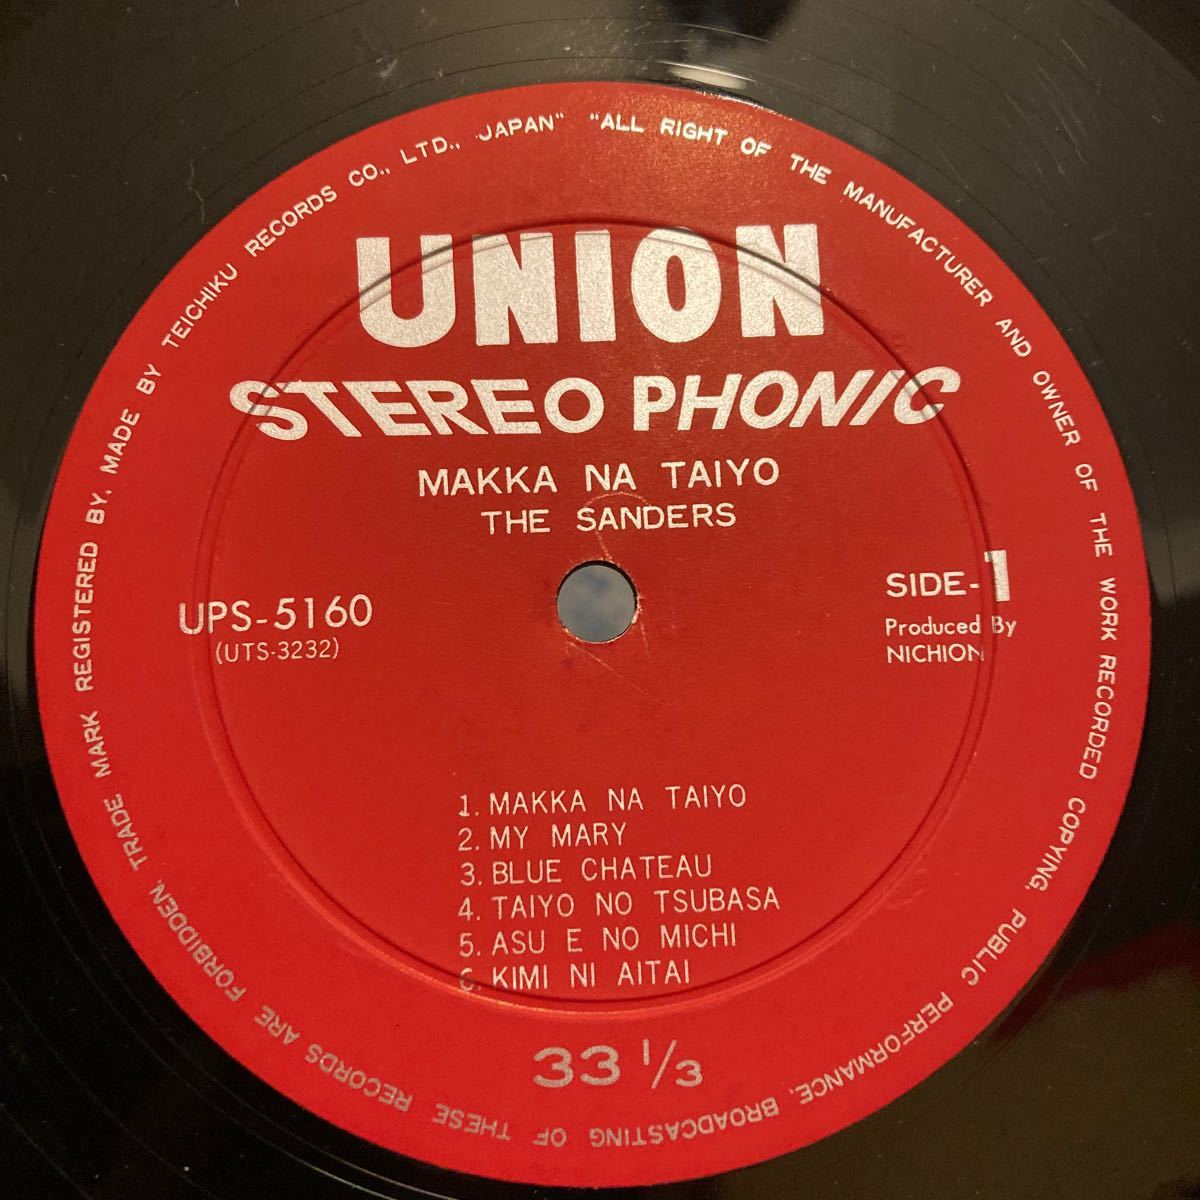 UNION
STEREO PHONIC
MAKKA NA TAIYO
THE SANDERS
UPS-5160
(UTS-3232)
SIDE-1
Produced By
NICHION
1. MAKKA NA TAIYO
2. MY MARY
3. BLUE CHATEAU
4. TAIYO NO TSUBASA
5. ASU E NO MICHI
6. KIMI NI AITAI
33 1/3
"ALL RIGHT OF THE MANUFACTURER AND OWNER OF THE WORK RECORDED COPYING, PUBLIC PERFORMANCE, BROADCASTING OF THESE RECORDS ARE FORBIDDEN, TRADE MARK REGISTERED BY, MADE BY TEICHIKU RECORDS CO., LTD., JAPAN"